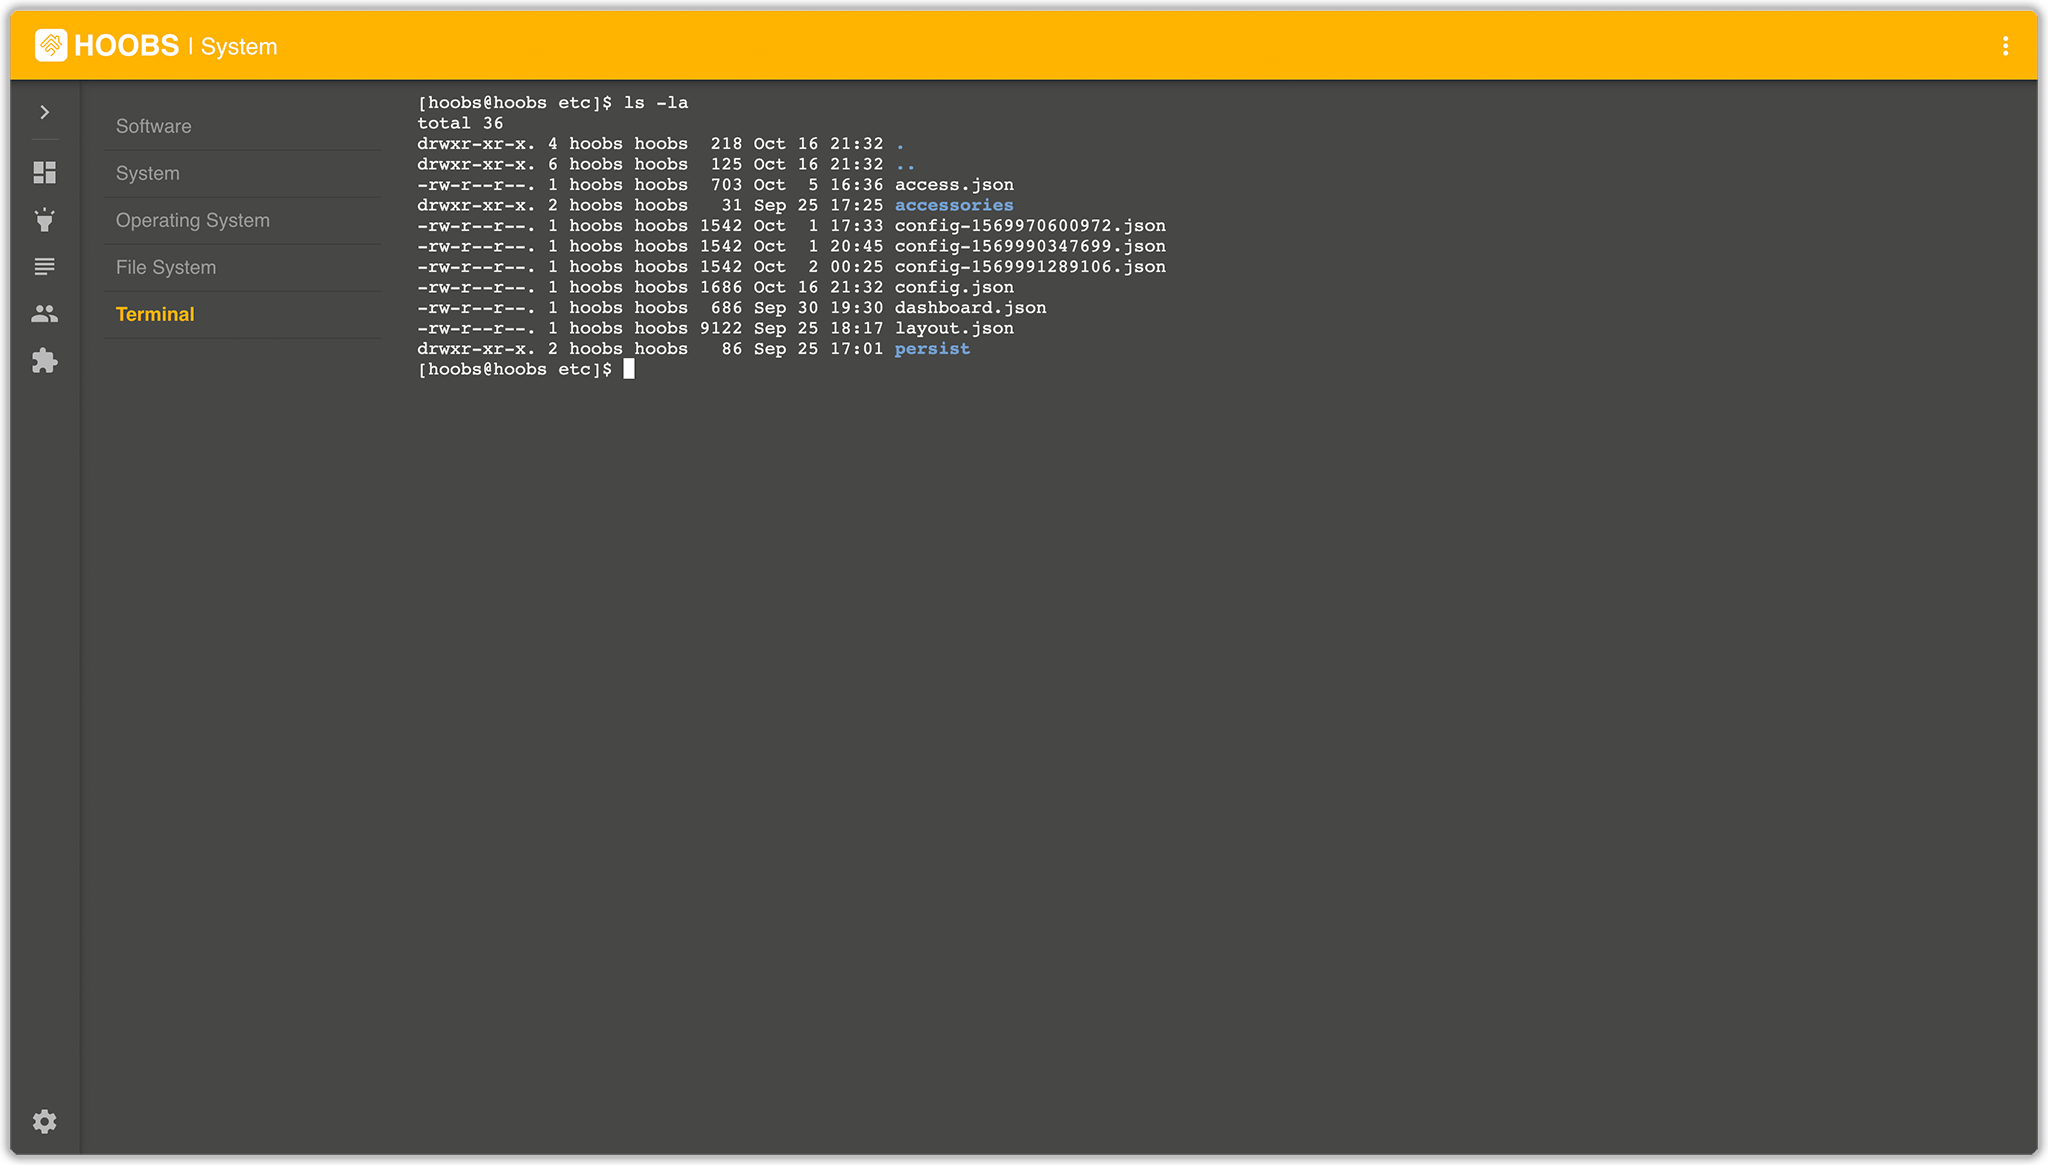 HOOBS | System
Software
System
Operating System
File System
Terminal
[hoobs@hoobs etc]$ ls -la
total 36
drwxr-xr-x. 4 hoobs hoobs  218 Oct 16 21:32 .
drwxr-xr-x. 6 hoobs hoobs  125 Oct 16 21:32 ..
-rw-r--r--. 1 hoobs hoobs  703 Oct  5 16:36 access.json
drwxr-xr-x. 2 hoobs hoobs   31 Sep 25 17:25 accessories
-rw-r--r--. 1 hoobs hoobs 1542 Oct  1 17:33 config-1569970600972.json
-rw-r--r--. 1 hoobs hoobs 1542 Oct  1 20:45 config-1569990347699.json
-rw-r--r--. 1 hoobs hoobs 1542 Oct  2 00:25 config-1569991289106.json
-rw-r--r--. 1 hoobs hoobs 1686 Oct 16 21:32 config.json
-rw-r--r--. 1 hoobs hoobs  686 Sep 30 19:30 dashboard.json
-rw-r--r--. 1 hoobs hoobs 9122 Sep 25 18:17 layout.json
drwxr-xr-x. 2 hoobs hoobs   86 Sep 25 17:01 persist
[hoobs@hoobs etc]$